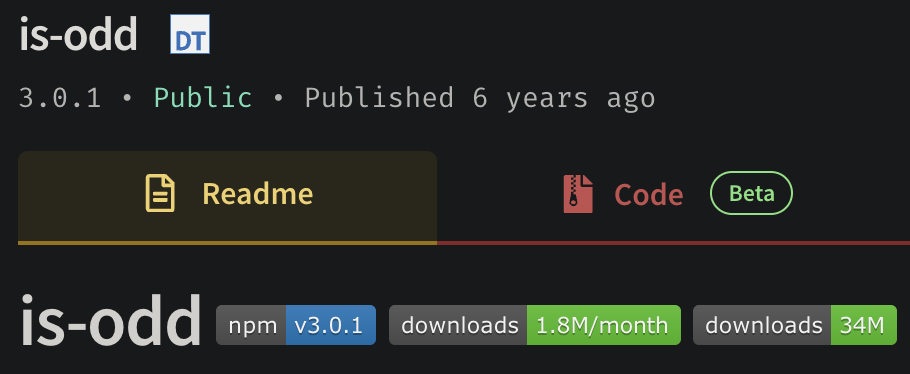 is-odd DT
3.0.1 • Public • Published 6 years ago
Readme Code Beta
is-odd npm v3.0.1 downloads 1.8M/month downloads 34M